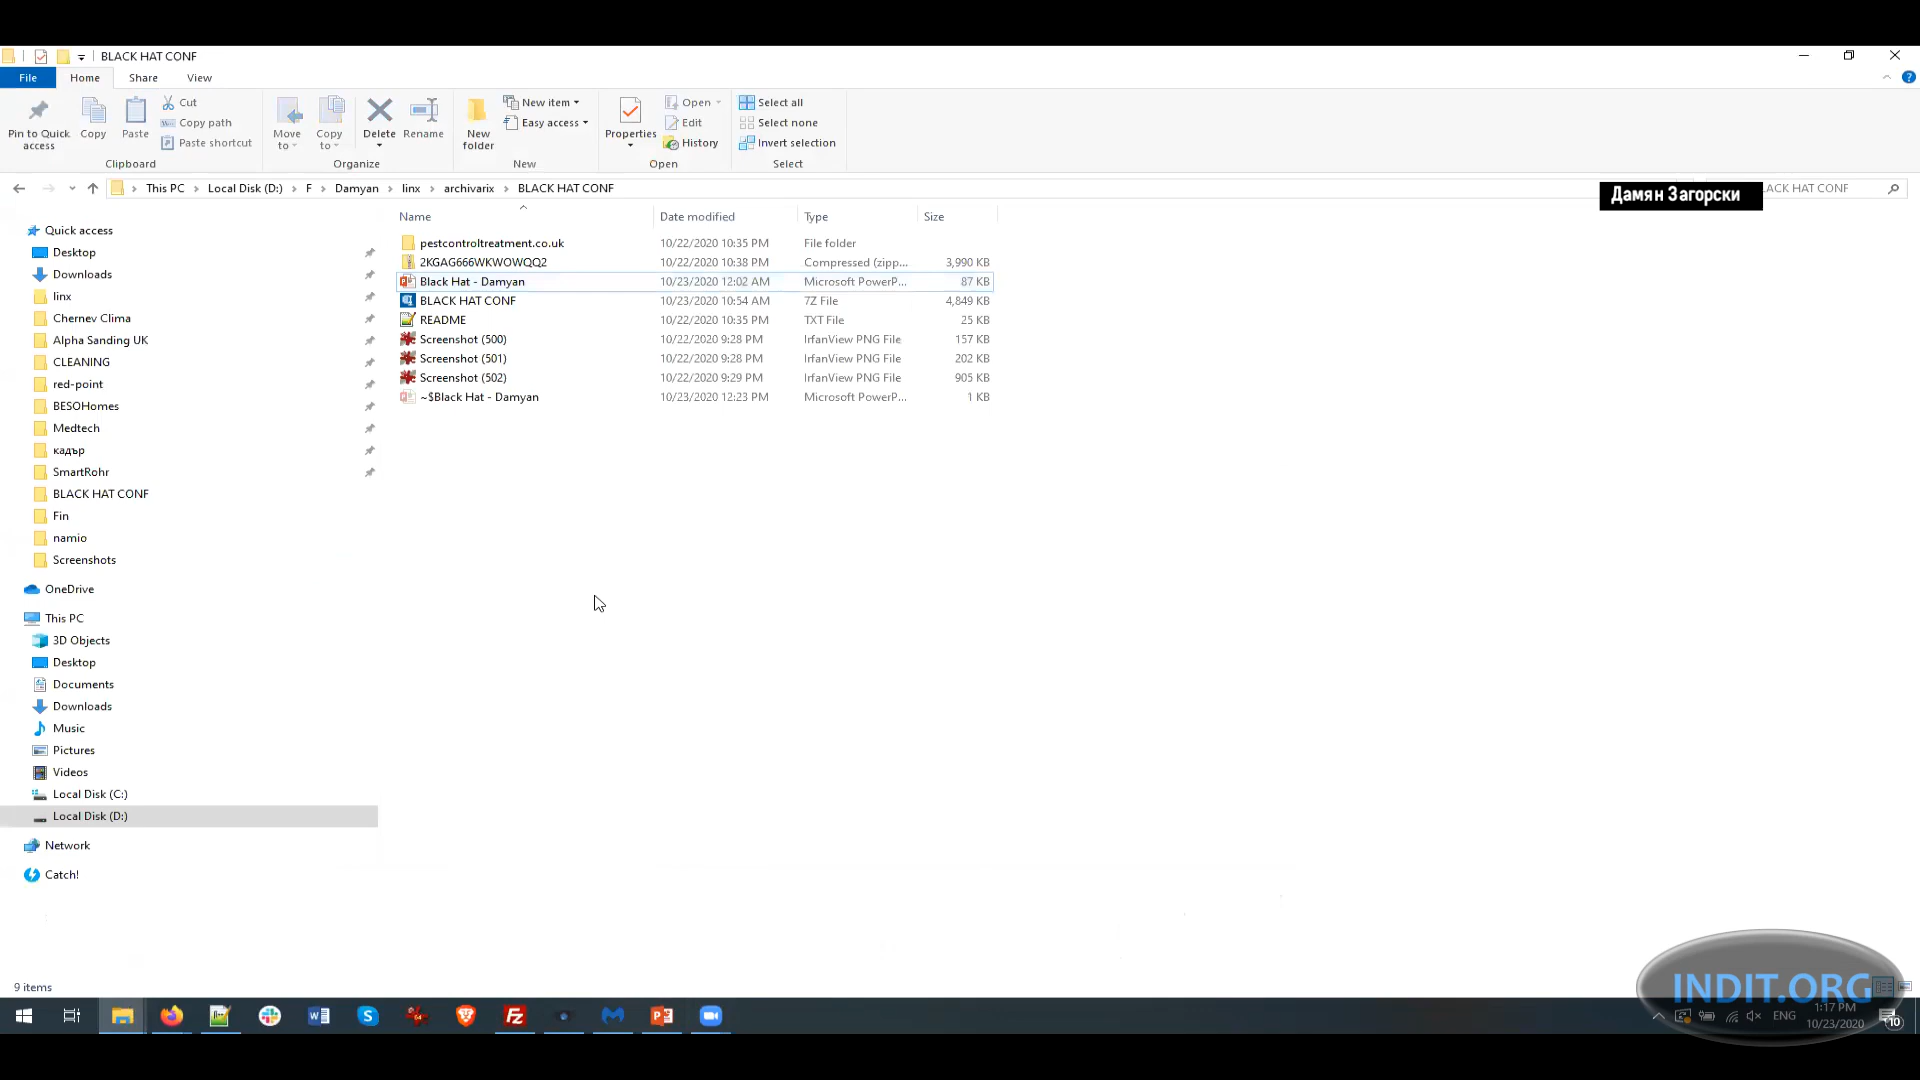 BLACK HAT CONF
File Home Share View
Pin to Quick access
Copy
Paste
Cut
Copy path
Paste shortcut
Clipboard
Move to
Copy to
Delete
Rename
Organize
New folder
New item
Easy access
New
Properties
Open
Edit
History
Open
Select all
Select none
Invert selection
Select
This PC > Local Disk (D:) > F > Damyan > linx > archivarix > BLACK HAT CONF
Дамян Загорски
ACK HAT CONF
Quick access
Desktop
Downloads
linx
Chernev Clima
Alpha Sanding UK
CLEANING
red-point
BESOHomes
Medtech
кадър
SmartRohr
BLACK HAT CONF
Fin
namio
Screenshots
OneDrive
This PC
3D Objects
Desktop
Documents
Downloads
Music
Pictures
Videos
Local Disk (C:)
Local Disk (D:)
Network
Catch!
Name Date modified Type Size
pestcontroltreatment.co.uk 10/22/2020 10:35 PM File folder
2KGAG666WKWOWQQ2 10/22/2020 10:38 PM Compressed (zipp... 3,990 KB
Black Hat - Damyan 10/23/2020 12:02 AM Microsoft PowerP... 87 KB
BLACK HAT CONF 10/23/2020 10:54 AM 7Z File 4,849 KB
README 10/22/2020 10:35 PM TXT File 25 KB
Screenshot (500) 10/22/2020 9:28 PM IrfanView PNG File 157 KB
Screenshot (501) 10/22/2020 9:28 PM IrfanView PNG File 202 KB
Screenshot (502) 10/22/2020 9:29 PM IrfanView PNG File 905 KB
~$Black Hat - Damyan 10/23/2020 12:23 PM Microsoft PowerP... 1 KB
9 items
INDIT.ORG
ENG
1:17 PM
10/23/2020
10